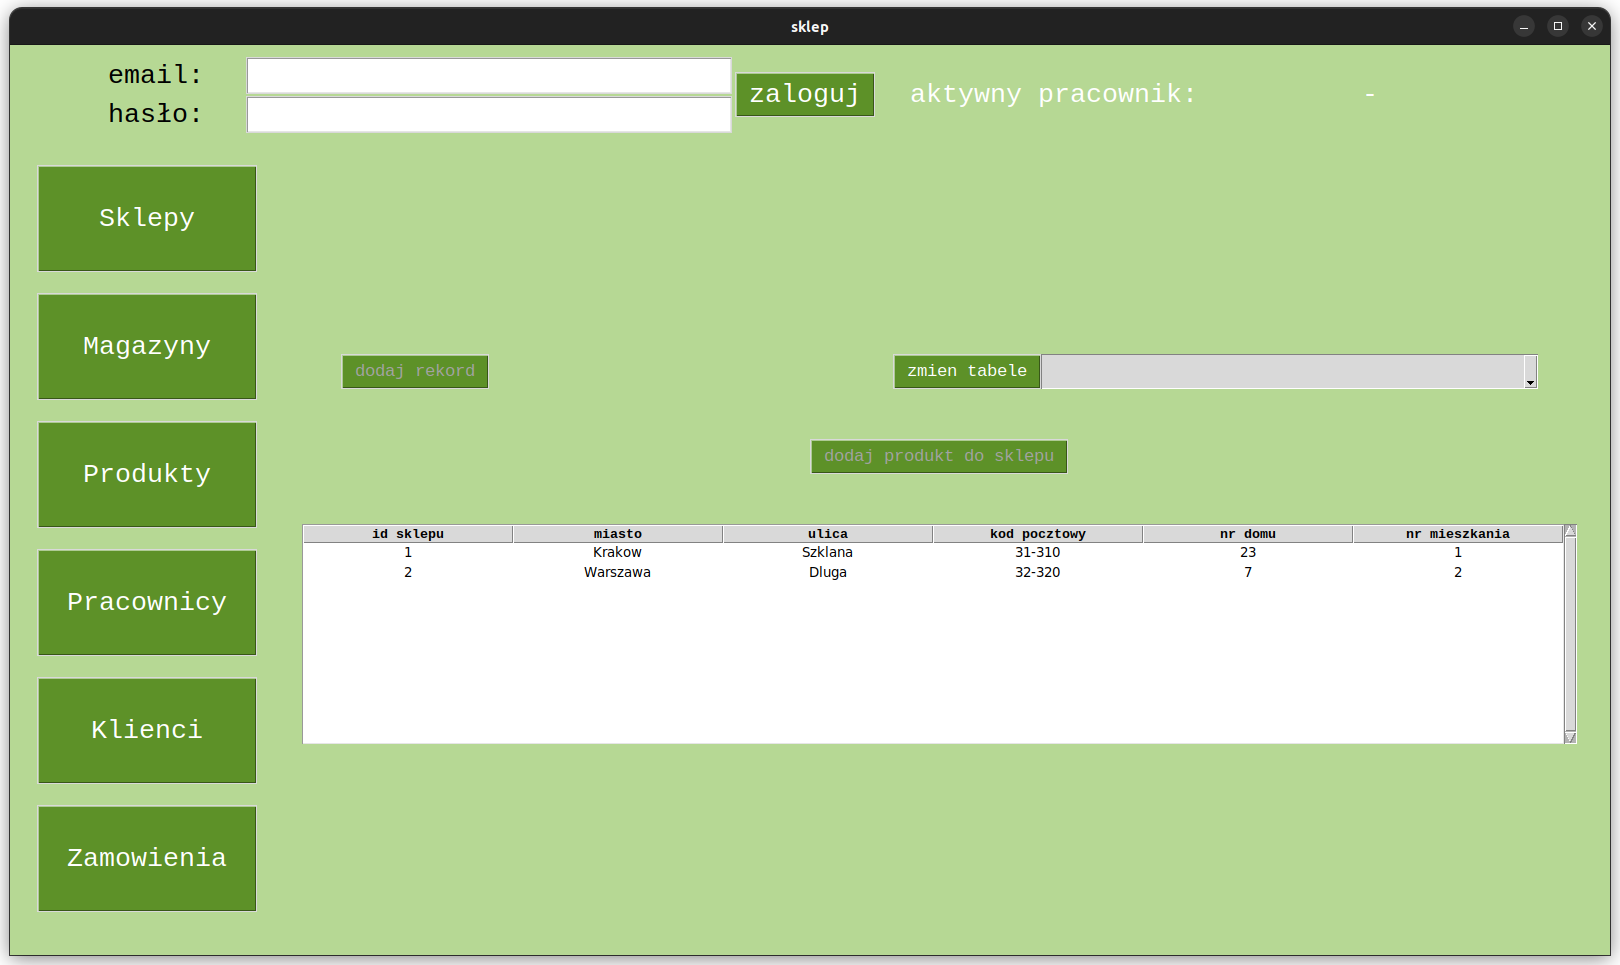 sklep
email:
hasło:
zaloguj
aktywny pracownik: -
Sklepy
Magazyny
dodaj rekord
zmien tabele
Produkty
dodaj produkt do sklepu
id sklepu miasto ulica kod pocztowy nr domu nr mieszkania
1 Krakow Szklana 31-310 23 1
2 Warszawa Dluga 32-320 7 2
Pracownicy
Klienci
Zamowienia